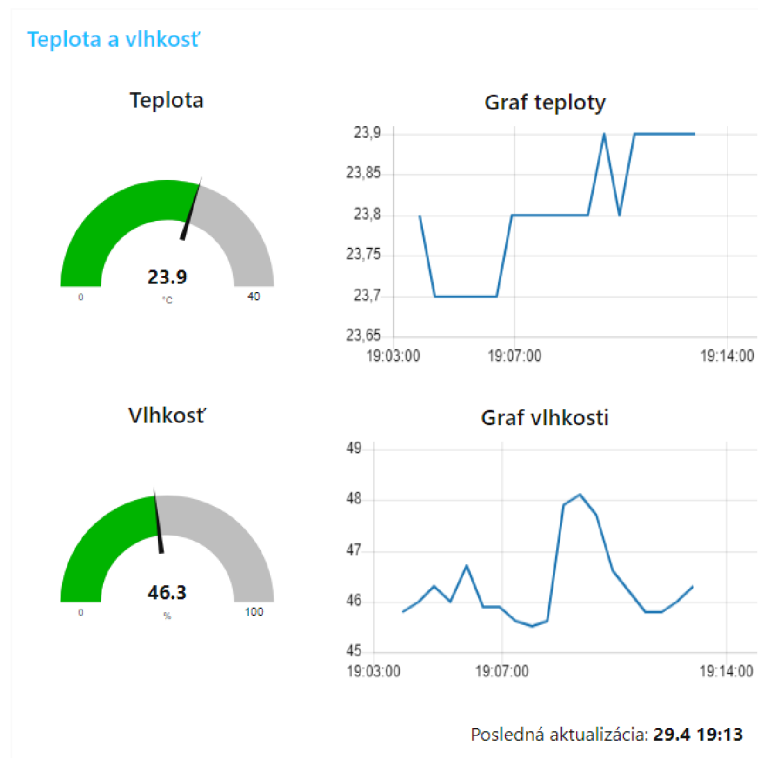 Teplota a vlhkosť
Teplota
23.9
°C
0
40
Graf teploty
23,9
23,85
23,8
23,75
23,7
23,65
19:03:00 19:07:00 19:14:00
Vlhkosť
46.3
%
0
100
Graf vlhkosti
49
48
47
46
45
19:03:00 19:07:00 19:14:00
Posledná aktualizácia: 29.4 19:13